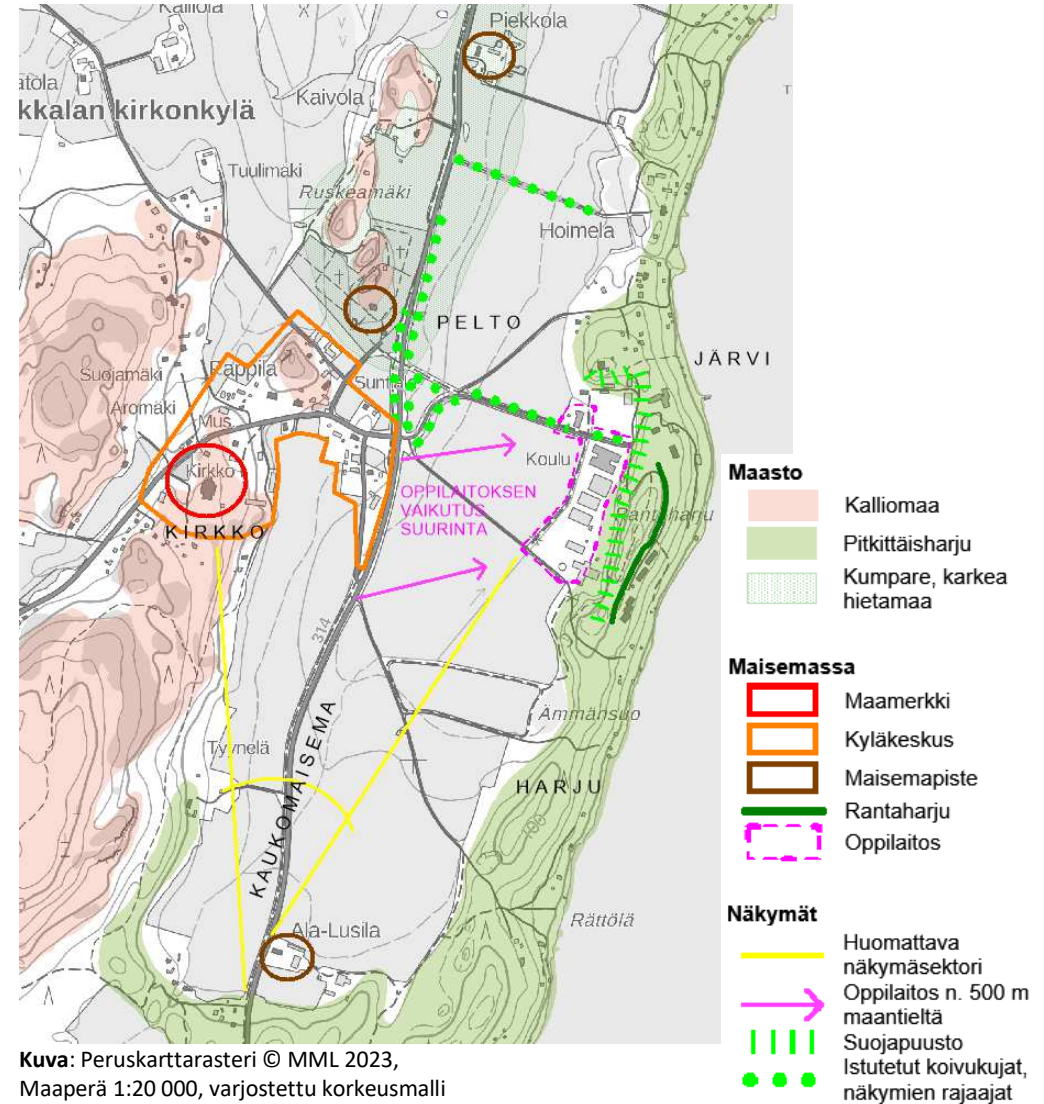 Kalliola
Piekkola
atola
Kaivola
kkalan kirkonkylä
Tuulimäki
Ruskeamäki
Hoimela
PELTO
JÄRVI
Rappila
Suojamäki
Aromäki
Mus.
Kirkko
Koulu
KIRKKO
OPPILAITOKSEN
VAIKUTUS
SUURINTA
Rantaharju
314
Ämmänsuo
Tyynelä
HARJU
KAUKOMAISEMA
Ala-Lusila
Rättölä
Maasto
Kalliomaa
Pitkittäisharju
Kumpare, karkea
hietamaa
Maisemassa
Maamerkki
Kyläkeskus
Maisemapiste
Rantaharju
Oppilaitos
Näkymät
Huomattava
näkymäsektori
Oppilaitos n. 500 m
maantieltä
Suojapuusto
Istutetut koivukujat,
näkymien rajaajat
Kuva: Peruskarttarasteri © MML 2023,
Maaperä 1:20 000, varjostettu korkeusmalli